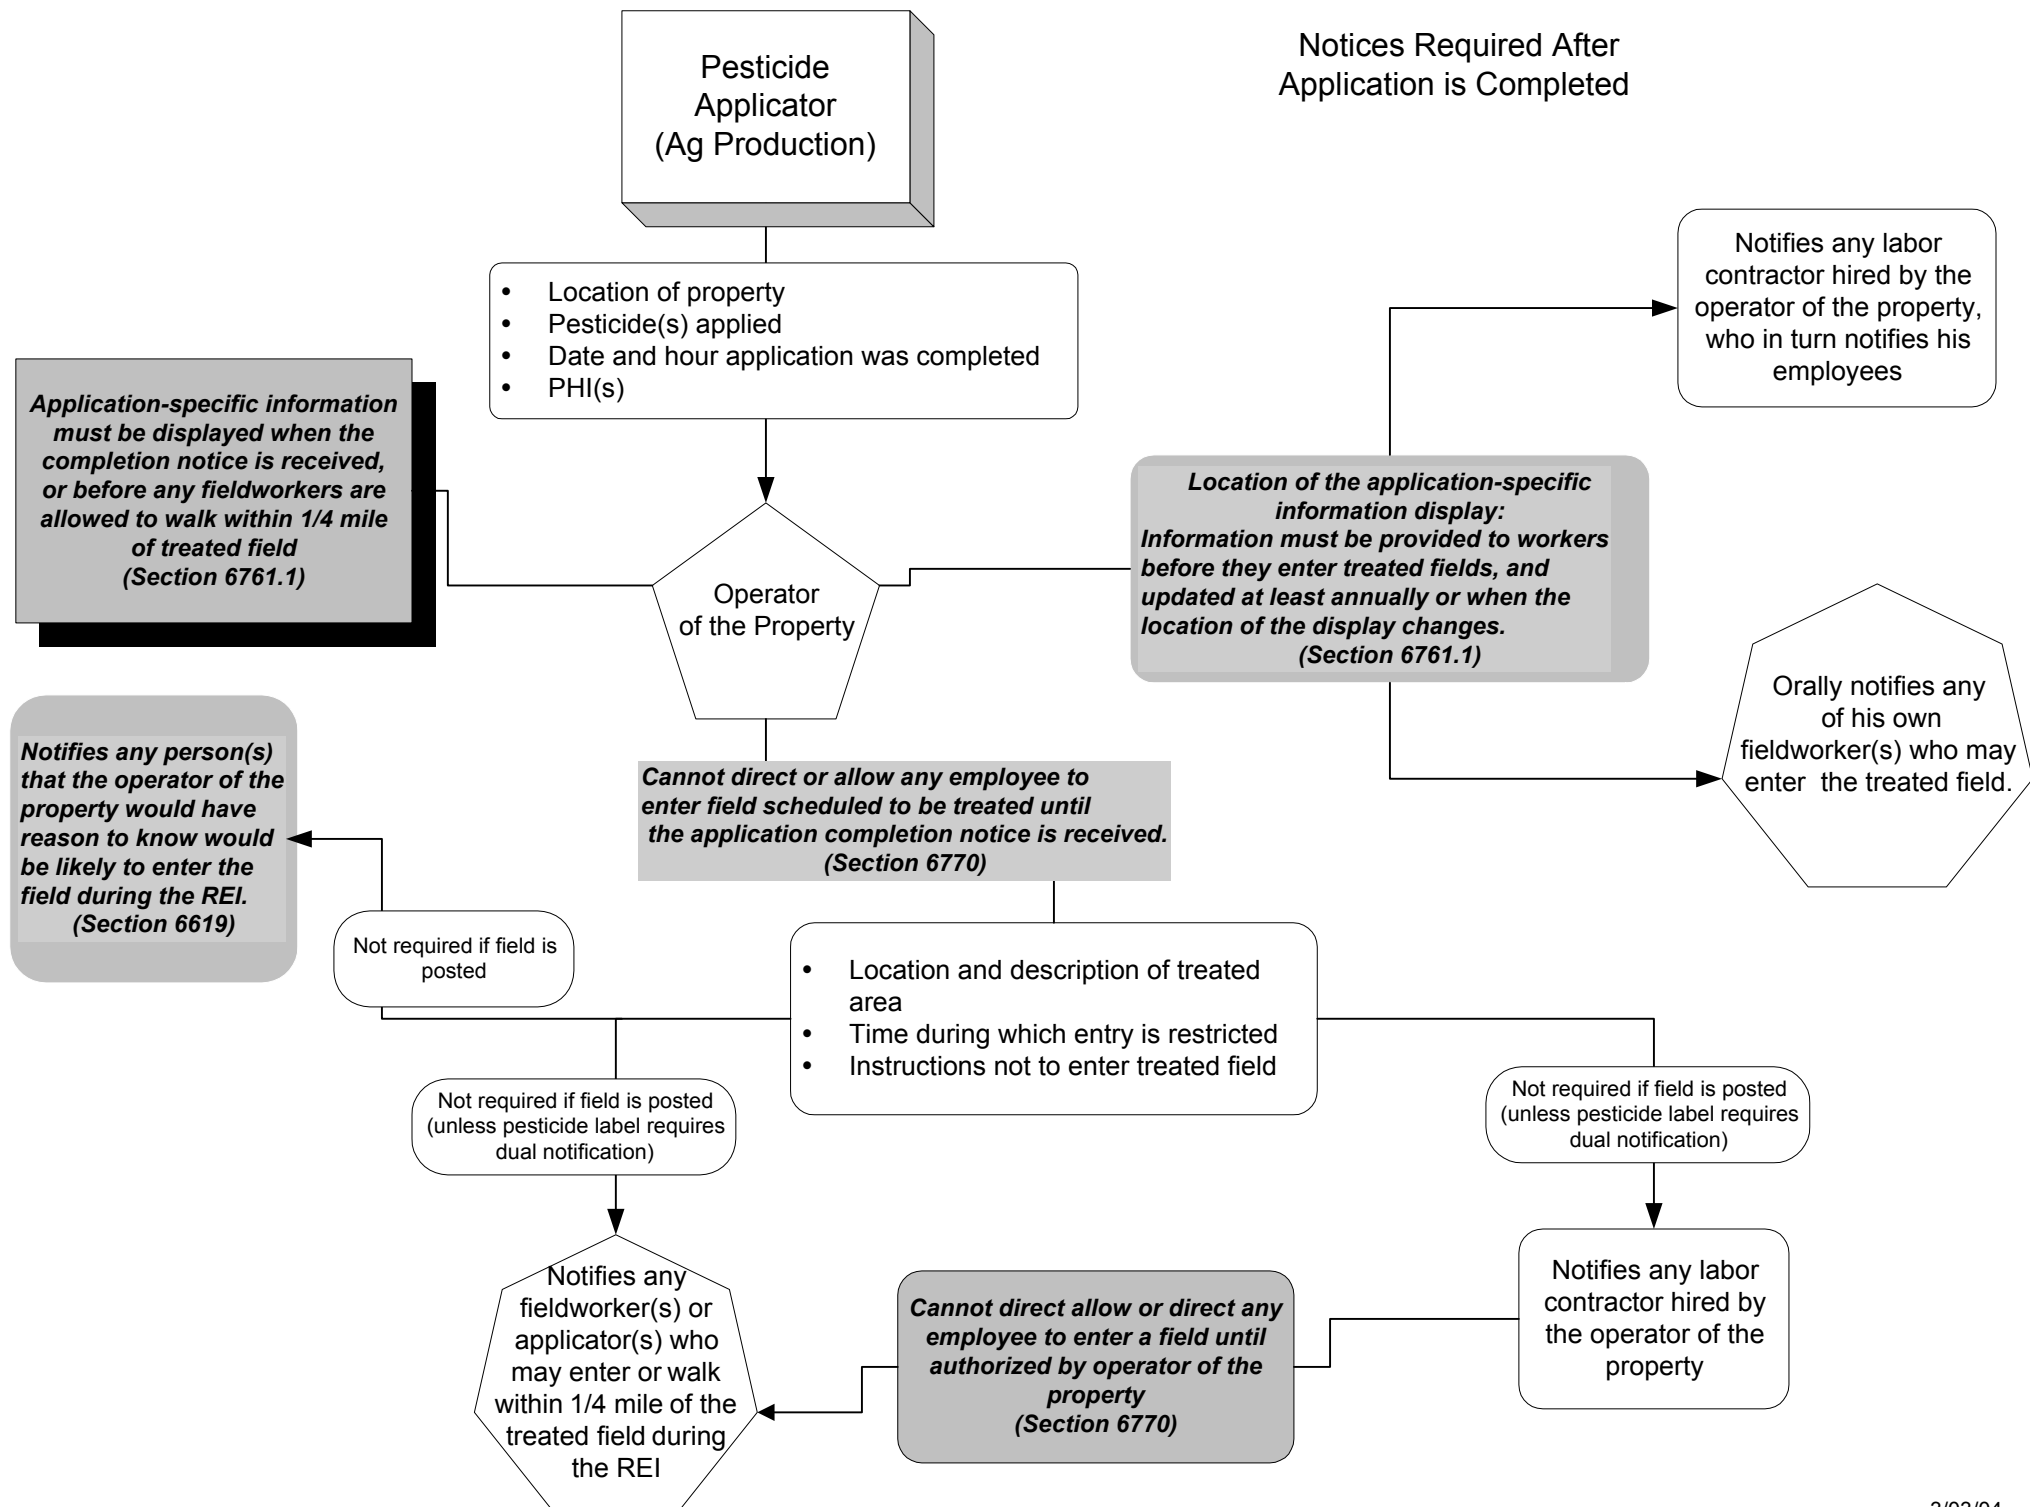 Pesticide
Applicator
(Ag Production)
Notices Required After
Application is Completed
• Location of property
• Pesticide(s) applied
• Date and hour application was completed
• PHI(s)
Notifies any labor
contractor hired by the
operator of the property,
who in turn notifies his
employees
Application-specific information
must be displayed when the
completion notice is received,
or before any fieldworkers are
allowed to walk within 1/4 mile
of treated field
(Section 6761.1)
Operator
of the Property
Location of the application-specific
information display:
Information must be provided to workers
before they enter treated fields, and
updated at least annually or when the
location of the display changes.
(Section 6761.1)
Orally notifies any
of his own
fieldworker(s) who may
enter the treated field.
Notifies any person(s)
that the operator of the
property would have
reason to know would
be likely to enter the
field during the REI.
(Section 6619)
Cannot direct or allow any employee to
enter field scheduled to be treated until
the application completion notice is received.
(Section 6770)
Not required if field is
posted
• Location and description of treated
area
• Time during which entry is restricted
• Instructions not to enter treated field
Not required if field is posted
(unless pesticide label requires
dual notification)
Not required if field is posted
(unless pesticide label requires
dual notification)
Notifies any
fieldworker(s) or
applicator(s) who
may enter or walk
within 1/4 mile of the
treated field during
the REI
Cannot direct allow or direct any
employee to enter a field until
authorized by operator of the
property
(Section 6770)
Notifies any labor
contractor hired by
the operator of the
property